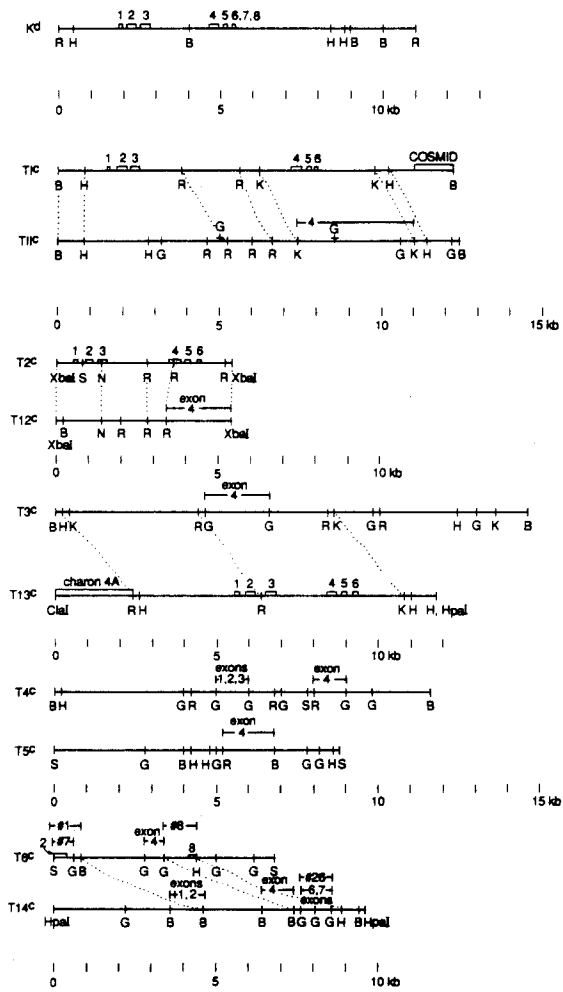 1 2 3 4 5 6,7,8
Kd
R H B H H B B R
0 5 10 kb
1 2 3 4 5 6 COSMID
TIc
B H R R K K H B
G 4 G
TIIc
B H H G R R R R K G K H G B
0 5 10 15 kb
1 2 3 4 5 6
T2c
XbaI S N R R R XbaI
exon
4
T12c
XbaI B N R R R XbaI
0 5 10 kb
exon
4
T3c
B H K R G G R K G R H G K B
charon 4A 1 2 3 4 5 6
T13c
ClaI R H R K H H, HpaI
0 5 10 kb
exons exon
1,2,3 4
T4c
B H G R G G R G S R G G B
exon
4
T5c
S G B H H G R B G G H S
0 5 10 15 kb
#1 exon #6
2 #7 4 8
T6c
S G B G G H G G S
exons exon #26
1,2 4 6,7
exons
T14c
HpaI G B B B B G G G H B HpaI
0 5 10 kb